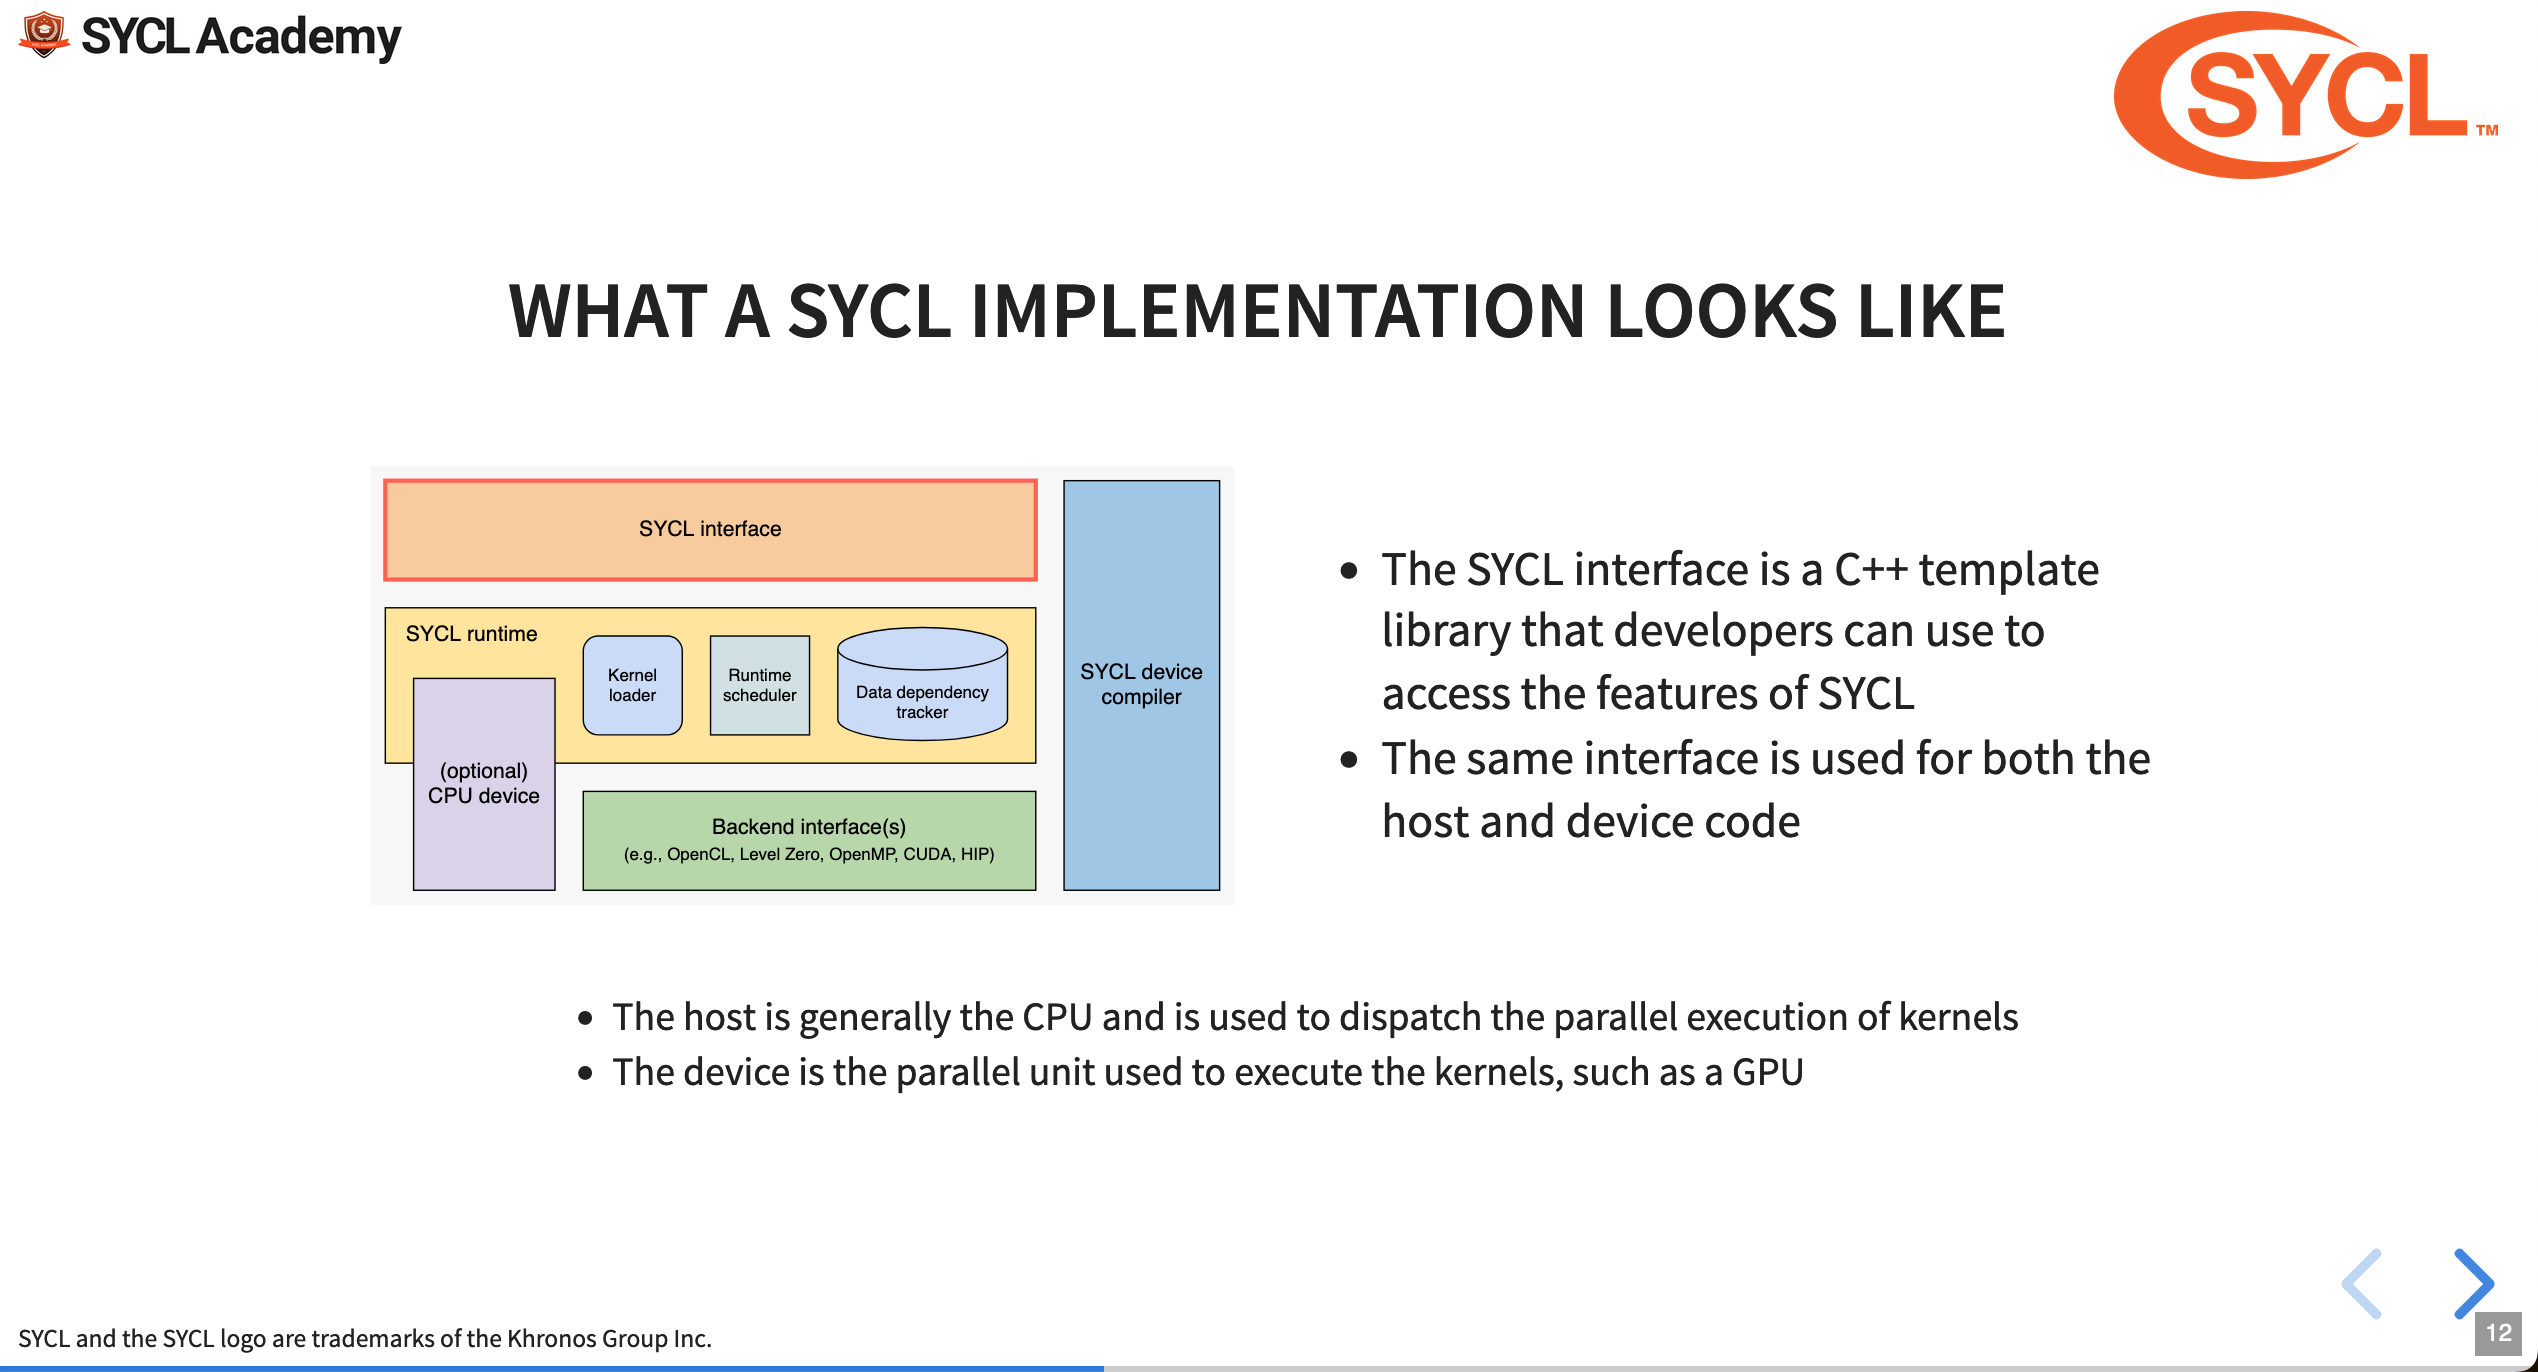 SYCL Academy
SYCL™
WHAT A SYCL IMPLEMENTATION LOOKS LIKE
SYCL interface
SYCL runtime
Kernel
loader
Runtime
scheduler
Data dependency
tracker
(optional)
CPU device
Backend interface(s)
(e.g., OpenCL, Level Zero, OpenMP, CUDA, HIP)
SYCL device
compiler
• The SYCL interface is a C++ template
library that developers can use to
access the features of SYCL
• The same interface is used for both the
host and device code
• The host is generally the CPU and is used to dispatch the parallel execution of kernels
• The device is the parallel unit used to execute the kernels, such as a GPU
SYCL and the SYCL logo are trademarks of the Khronos Group Inc.
12